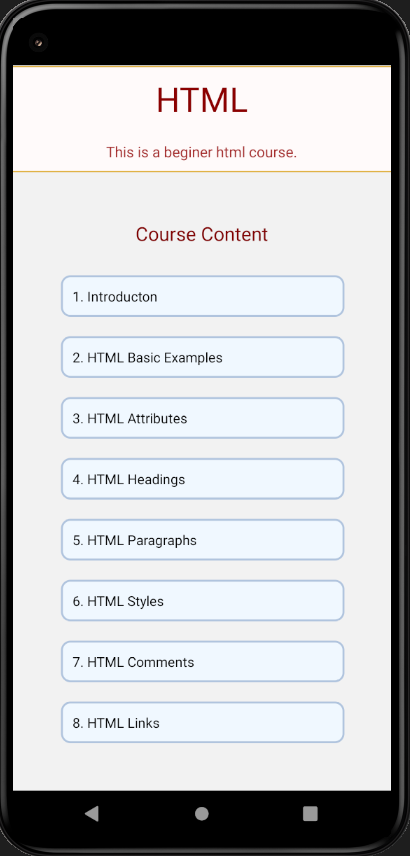 HTML
This is a beginer html course.
Course Content
1. Introducton
2. HTML Basic Examples
3. HTML Attributes
4. HTML Headings
5. HTML Paragraphs
6. HTML Styles
7. HTML Comments
8. HTML Links